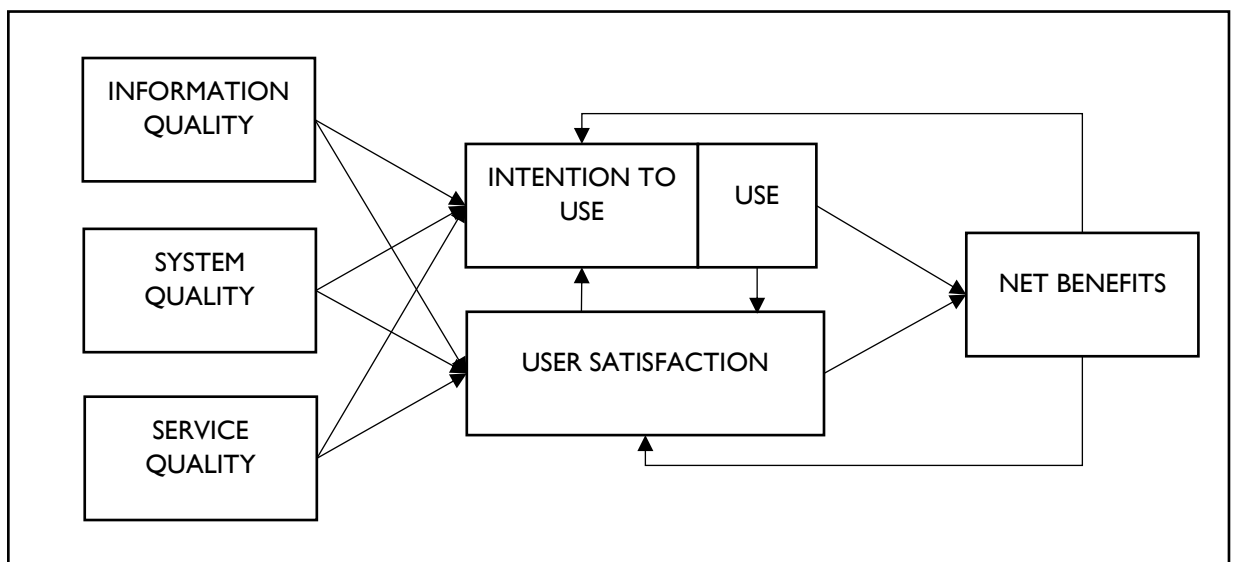 INFORMATION
QUALITY
SYSTEM
QUALITY
SERVICE
QUALITY
INTENTION TO
USE
USE
USER SATISFACTION
NET BENEFITS